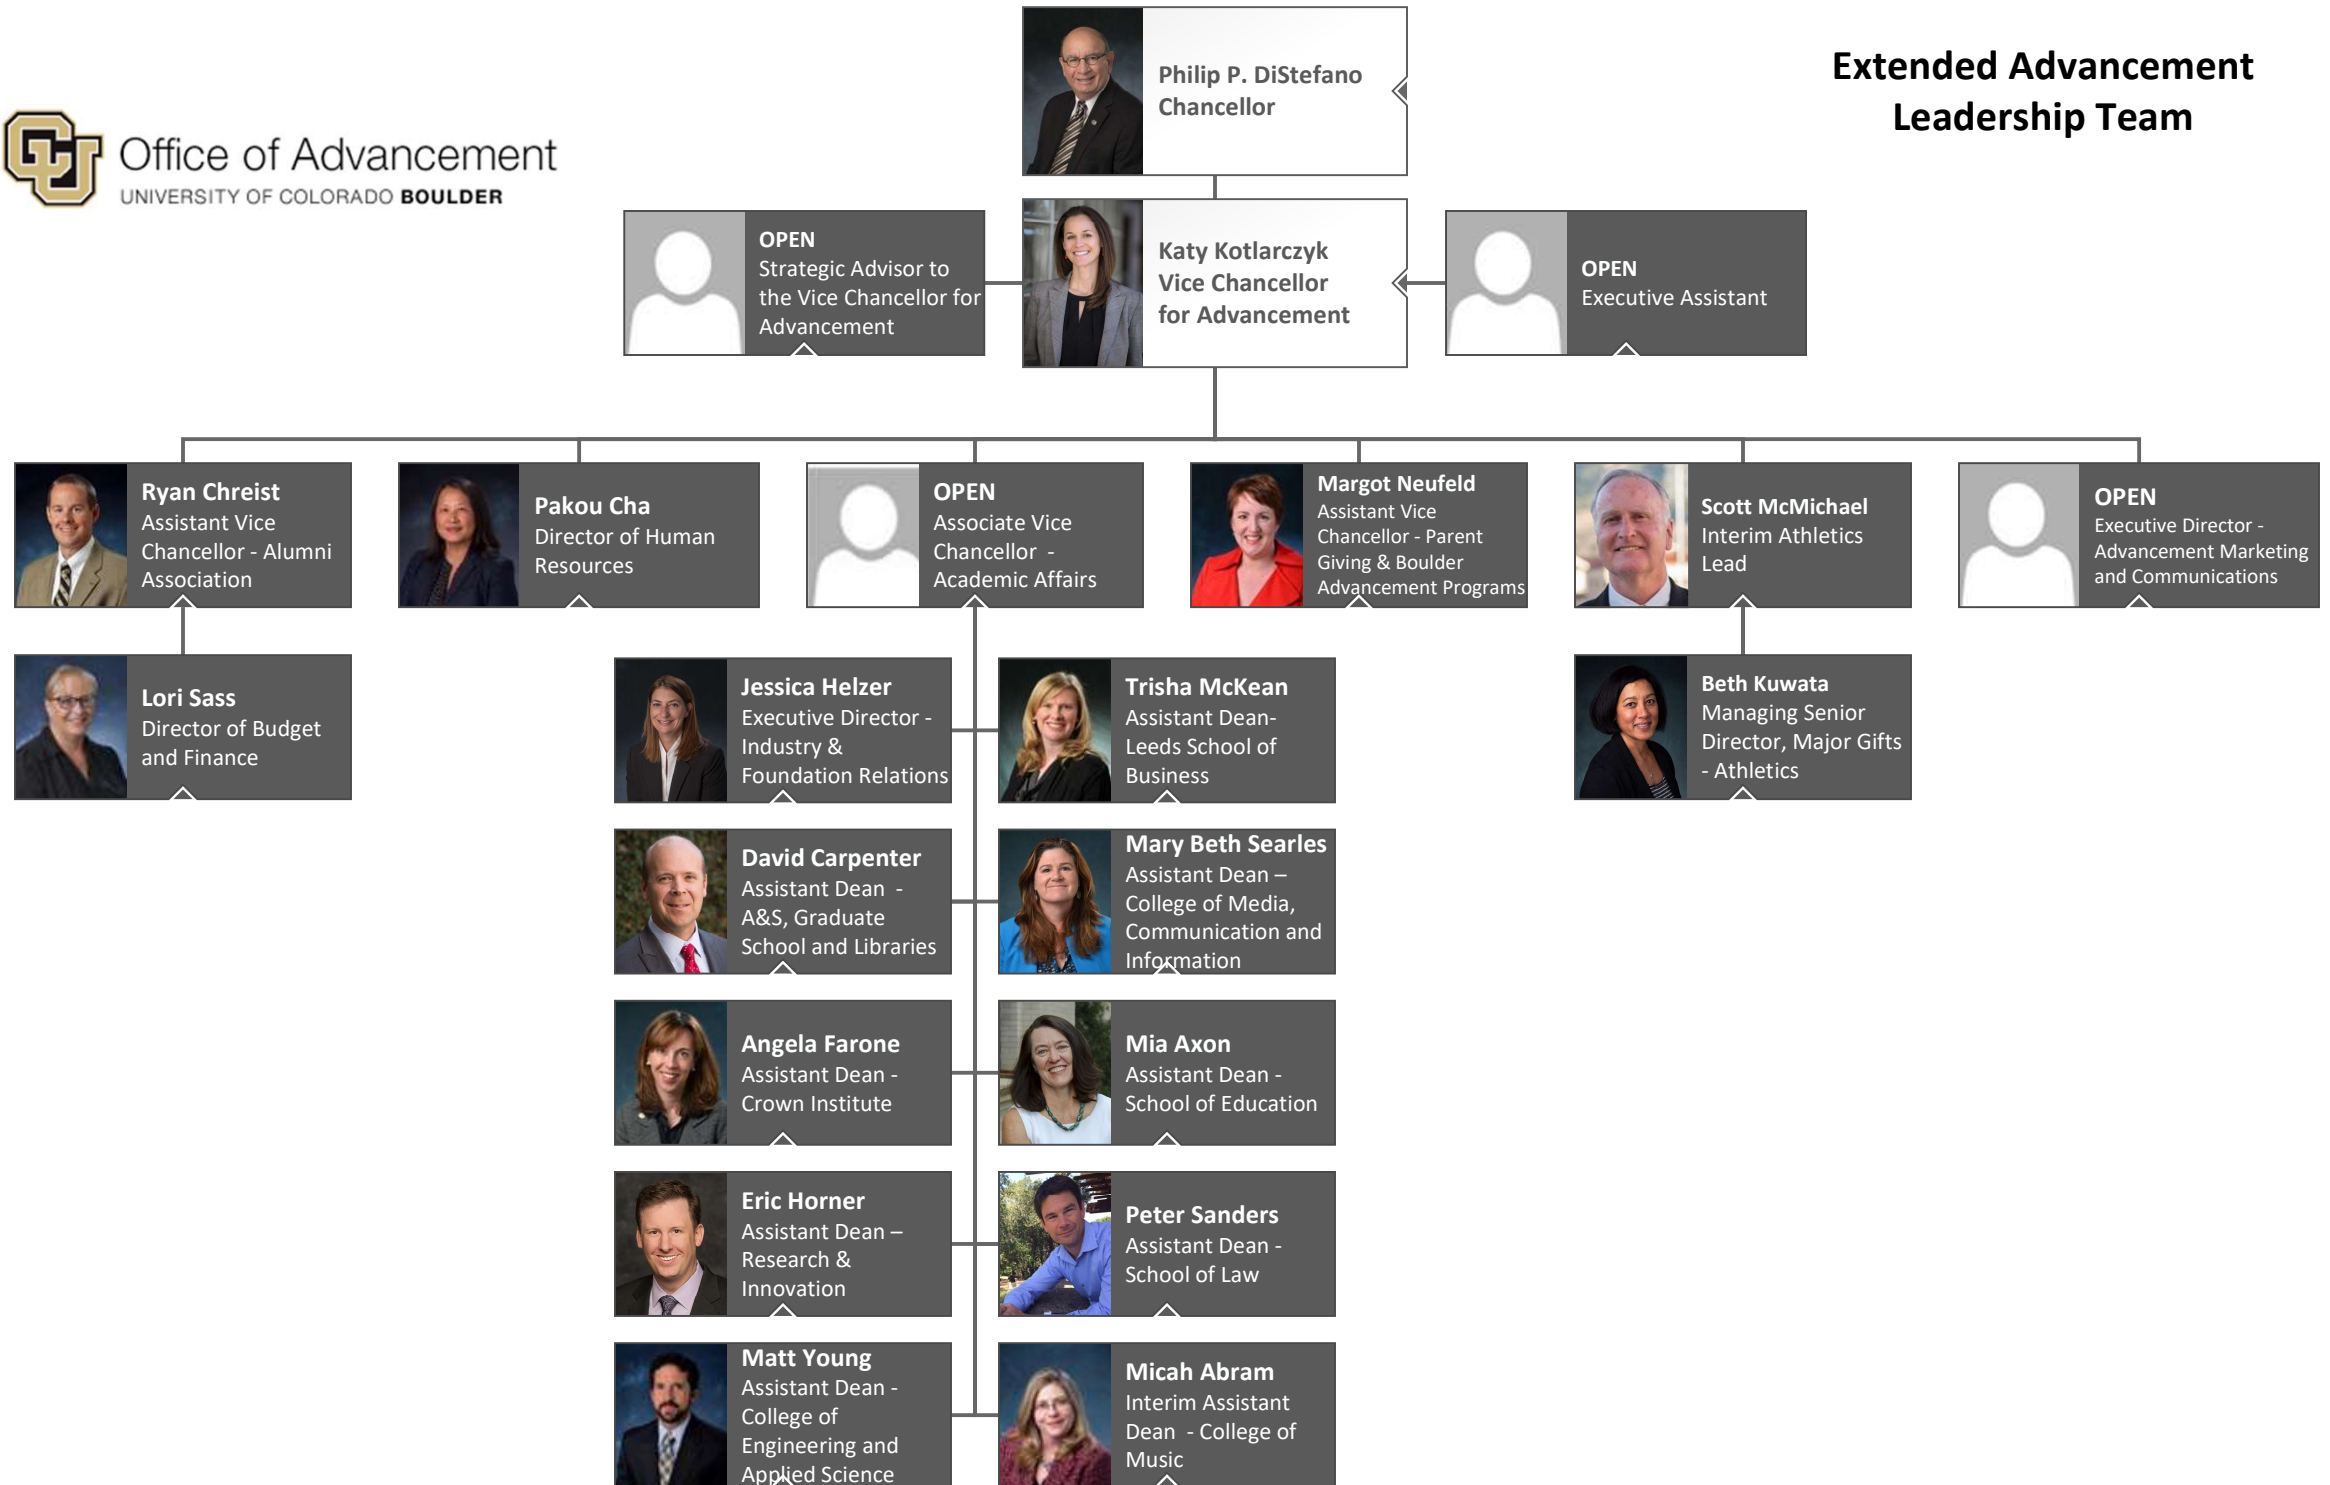 Philip P. DiStefano
Chancellor
Extended Advancement
Leadership Team
CU
Office of Advancement
UNIVERSITY OF COLORADO BOULDER
OPEN
Strategic Advisor to
the Vice Chancellor for
Advancement
Katy Kotlarczyk
Vice Chancellor
for Advancement
OPEN
Executive Assistant
Ryan Chreist
Assistant Vice
Chancellor - Alumni
Association
Pakou Cha
Director of Human
Resources
OPEN
Associate Vice
Chancellor  -
Academic Affairs
Margot Neufeld
Assistant Vice
Chancellor - Parent
Giving & Boulder
Advancement Programs
Scott McMichael
Interim Athletics
Lead
OPEN
Executive Director -
Advancement Marketing
and Communications
Lori Sass
Director of Budget
and Finance
Jessica Helzer
Executive Director -
Industry &
Foundation Relations
Trisha McKean
Assistant Dean-
Leeds School of
Business
Beth Kuwata
Managing Senior
Director, Major Gifts
- Athletics
David Carpenter
Assistant Dean  -
A&S, Graduate
School and Libraries
Mary Beth Searles
Assistant Dean –
College of Media,
Communication and
Information
Angela Farone
Assistant Dean -
Crown Institute
Mia Axon
Assistant Dean -
School of Education
Eric Horner
Assistant Dean –
Research &
Innovation
Peter Sanders
Assistant Dean -
School of Law
Matt Young
Assistant Dean -
College of
Engineering and
Applied Science
Micah Abram
Interim Assistant
Dean  - College of
Music